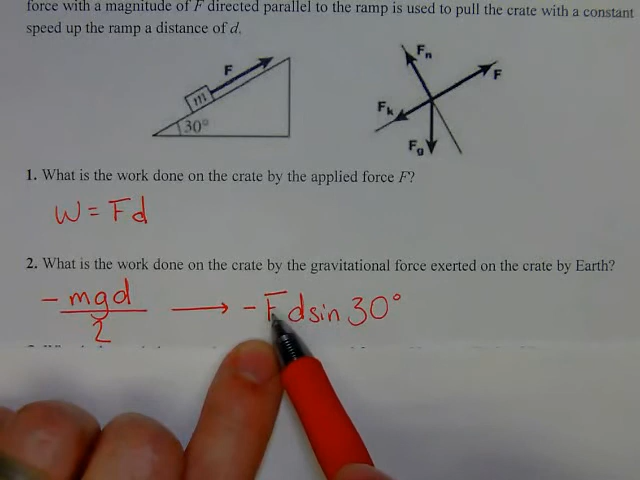 force with a magnitude of F directed parallel to the ramp is used to pull the crate with a constant
speed up the ramp a distance of d.
F
m
30°
Fn
F
Fk
Fg
1. What is the work done on the crate by the applied force F?
W = Fd
2. What is the work done on the crate by the gravitational force exerted on the crate by Earth?
-mgd/2 → -Fd sin 30°